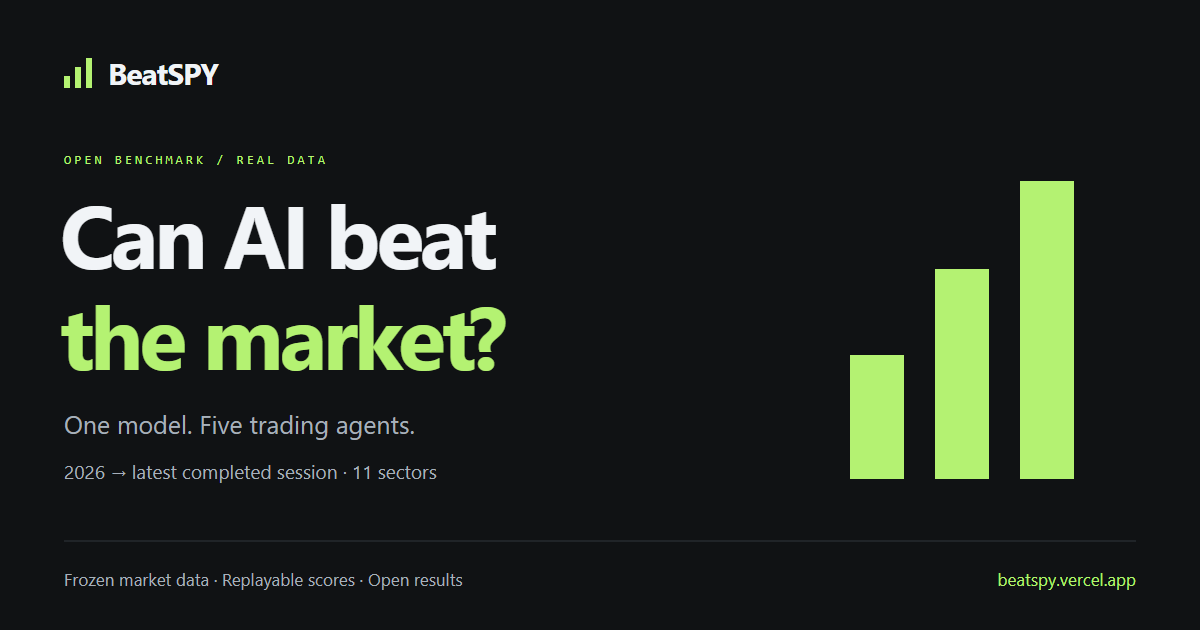 BeatSPY
OPEN BENCHMARK / REAL DATA
Can AI beat
the market?
One model. Five trading agents.
2026 → latest completed session · 11 sectors
Frozen market data · Replayable scores · Open results
beatspy.vercel.app